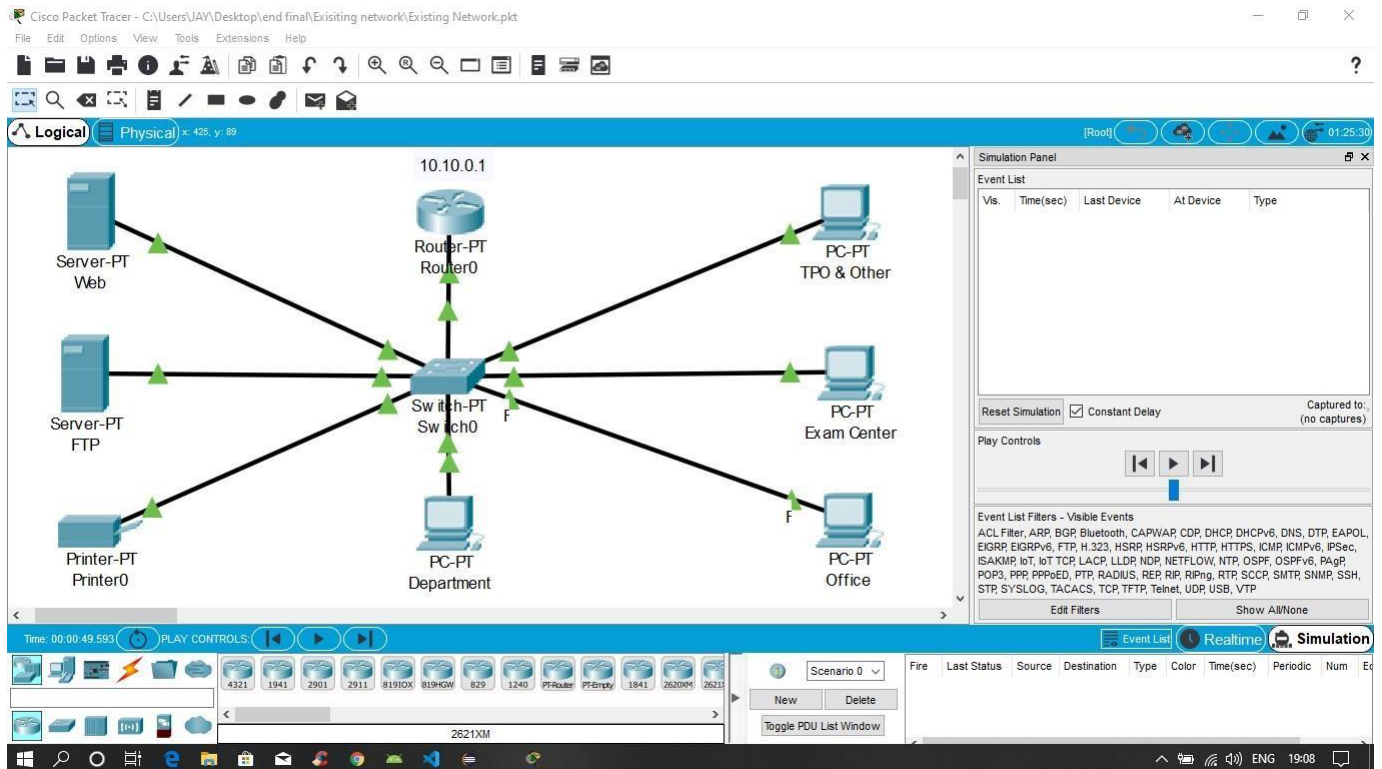 Cisco Packet Tracer - C:\Users\JAY\Desktop\end final\Exisiting network\Existing Network.pkt
File Edit Options View Tools Extensions Help
?
Logical Physical x: 425, y: 89 [Root] 01:25:30
10.10.0.1
Server-PT
Web
Router-PT
Router0
PC-PT
TPO & Other
Server-PT
FTP
Switch-PT
Switch0
F
PC-PT
Exam Center
Printer-PT
Printer0
PC-PT
Department
F
PC-PT
Office
Simulation Panel
Event List
Vis. Time(sec) Last Device At Device Type
Reset Simulation Constant Delay Captured to:
(no captures)
Play Controls
Event List Filters - Visible Events
ACL Filter, ARP, BGP, Bluetooth, CAPWAP, CDP, DHCP, DHCPv6, DNS, DTP, EAPOL,
EIGRP, EIGRPv6, FTP, H.323, HSRP, HSRPv6, HTTP, HTTPS, ICMP, ICMPv6, IPSec,
ISAKMP, IoT, IoT TCP, LACP, LLDP, NDP, NETFLOW, NTP, OSPF, OSPFv6, PAgP,
POP3, PPP, PPPoED, PTP, RADIUS, REP, RIP, RIPng, RTP, SCCP, SMTP, SNMP, SSH,
STP, SYSLOG, TACACS, TCP, TFTP, Telnet, UDP, USB, VTP
Edit Filters Show All/None
Time: 00:00:49.593 PLAY CONTROLS: Event List Realtime Simulation
4321 1941 2901 2911 819IOX 819HGW 829 1240 PT-Router PT-Empty 1841 2620XM 2621
2621XM
Scenario 0
New Delete
Toggle PDU List Window
Fire Last Status Source Destination Type Color Time(sec) Periodic Num Ed
ENG 19:08